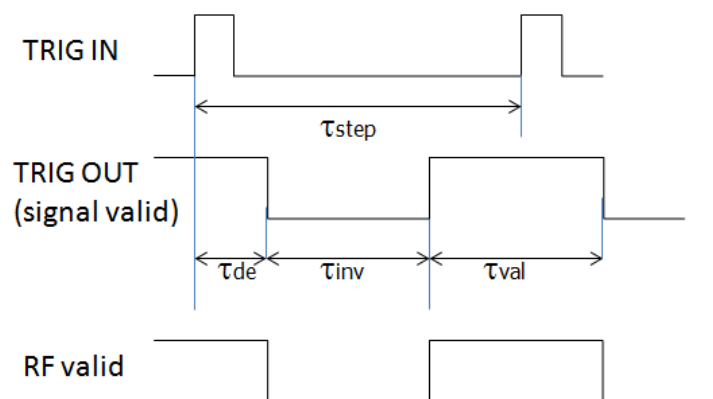 TRIG IN
τstep
TRIG OUT
(signal valid)
τde
τinv
τval
RF valid